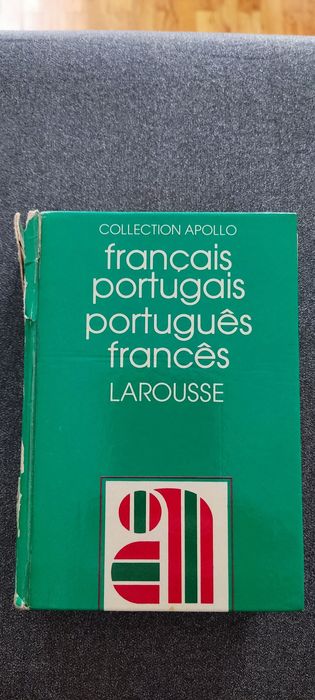 COLLECTION APOLLO
français
portugais
português
francês
LAROUSSE
a